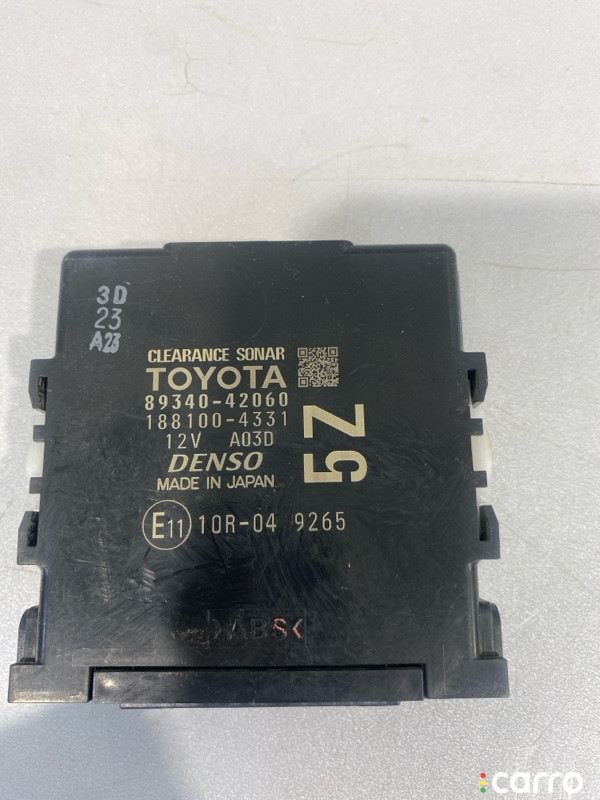 3D
23
A23
CLEARANCE SONAR
TOYOTA
89340-42060
188100-4331
12V A03D
DENSO
MADE IN JAPAN
5Z
E11 10R-04 9265
>ABS<
carro